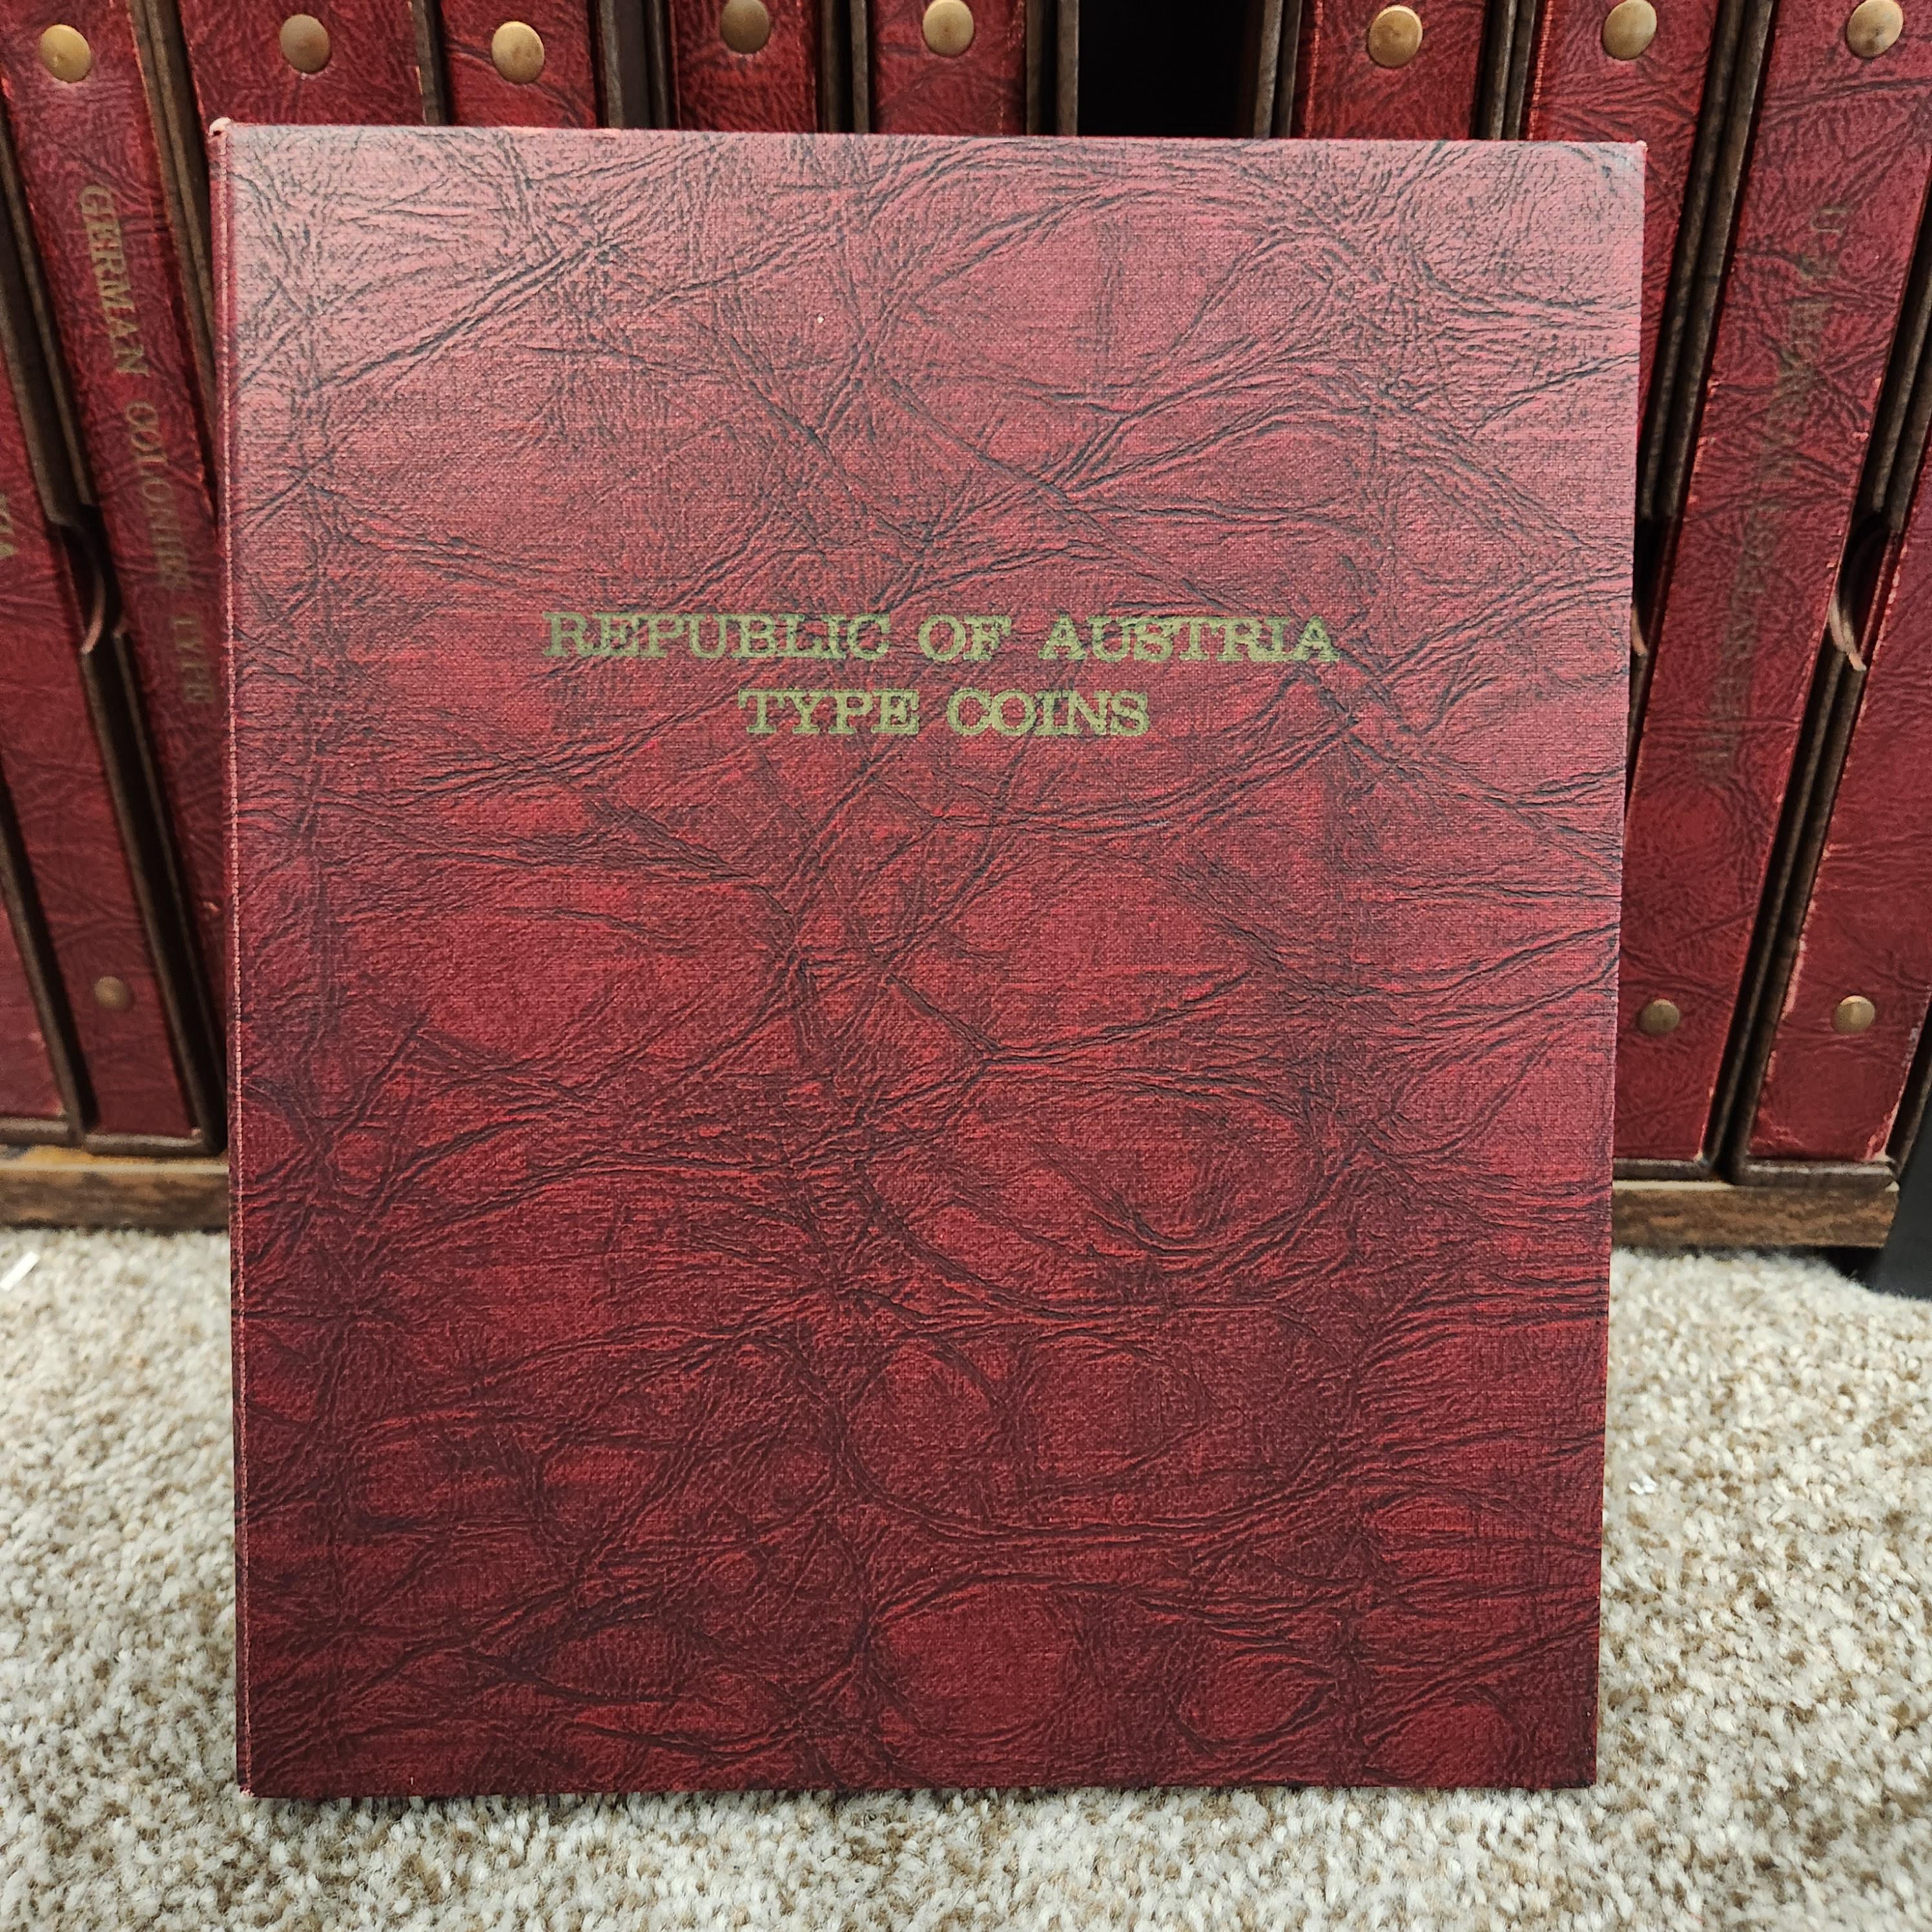 REPUBLIC OF AUSTRIA
TYPE COINS
GERMAN COLONIES TYPE